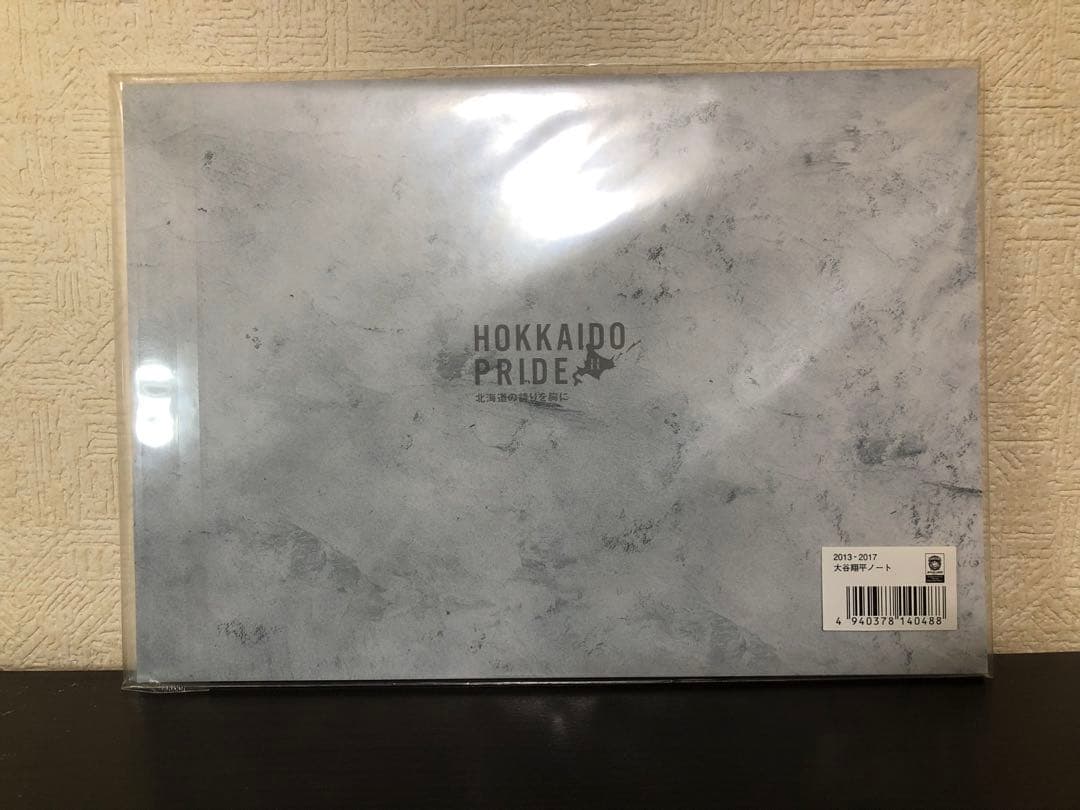 HOKKAIDO
PRIDE
北海道の誇りを胸に
2013 - 2017
大谷翔平ノート
4 940378 140488